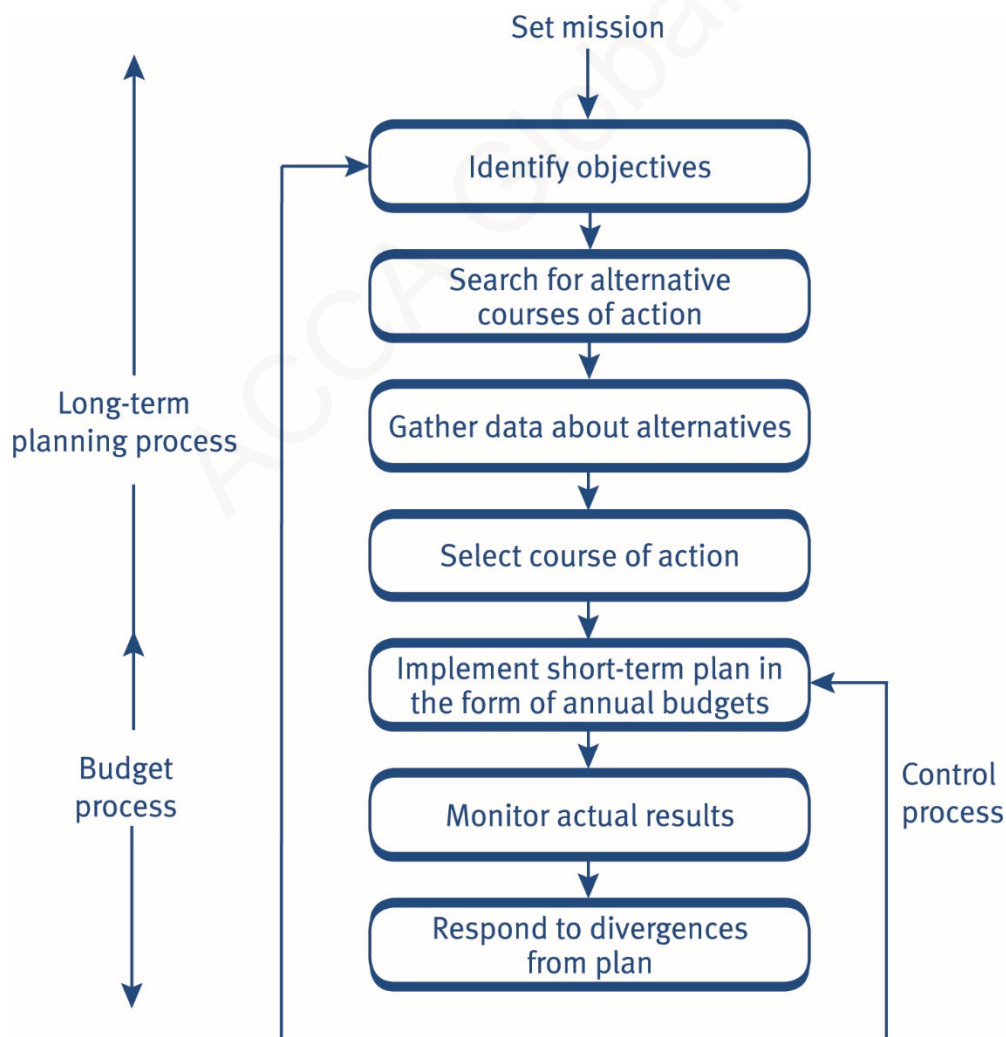 Set mission
Identify objectives
Search for alternative
courses of action
Gather data about alternatives
Long-term
planning process
Select course of action
Implement short-term plan in
the form of annual budgets
Budget
process
Control
process
Monitor actual results
Respond to divergences
from plan
ACCA Global